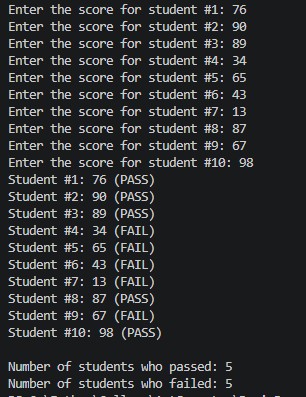 Enter the score for student #1: 76
Enter the score for student #2: 90
Enter the score for student #3: 89
Enter the score for student #4: 34
Enter the score for student #5: 65
Enter the score for student #6: 43
Enter the score for student #7: 13
Enter the score for student #8: 87
Enter the score for student #9: 67
Enter the score for student #10: 98
Student #1: 76 (PASS)
Student #2: 90 (PASS)
Student #3: 89 (PASS)
Student #4: 34 (FAIL)
Student #5: 65 (FAIL)
Student #6: 43 (FAIL)
Student #7: 13 (FAIL)
Student #8: 87 (PASS)
Student #9: 67 (FAIL)
Student #10: 98 (PASS)
Number of students who passed: 5
Number of students who failed: 5